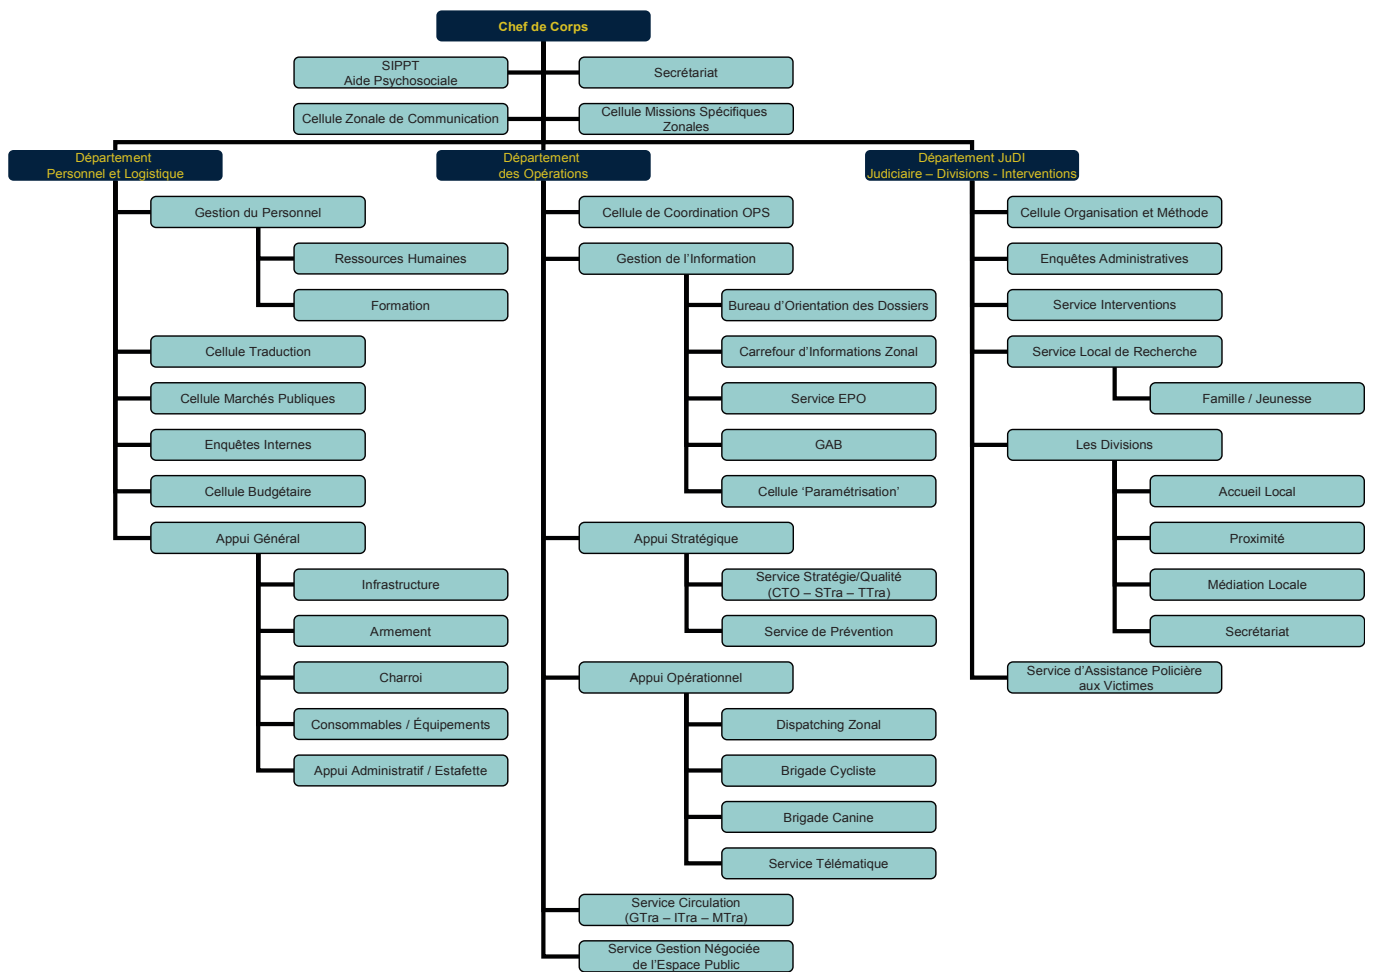 Chef de Corps
SIPPT
Aide Psychosociale
Secrétariat
Cellule Zonale de Communication
Cellule Missions Spécifiques
Zonales
Département
Personnel et Logistique
Gestion du Personnel
Ressources Humaines
Formation
Cellule Traduction
Cellule Marchés Publiques
Enquêtes Internes
Cellule Budgétaire
Appui Général
Infrastructure
Armement
Charroi
Consommables / Équipements
Appui Administratif / Estafette
Département
des Opérations
Cellule de Coordination OPS
Gestion de l’Information
Bureau d’Orientation des Dossiers
Carrefour d’Informations Zonal
Service EPO
GAB
Cellule ‘Paramétrisation’
Appui Stratégique
Service Stratégie/Qualité
(CTO – STra – TTra)
Service de Prévention
Appui Opérationnel
Dispatching Zonal
Brigade Cycliste
Brigade Canine
Service Télématique
Service Circulation
(GTra – ITra – MTra)
Service Gestion Négociée
de l’Espace Public
Département JuDI
Judiciaire – Divisions - Interventions
Cellule Organisation et Méthode
Enquêtes Administratives
Service Interventions
Service Local de Recherche
Famille / Jeunesse
Les Divisions
Accueil Local
Proximité
Médiation Locale
Secrétariat
Service d’Assistance Policière
aux Victimes